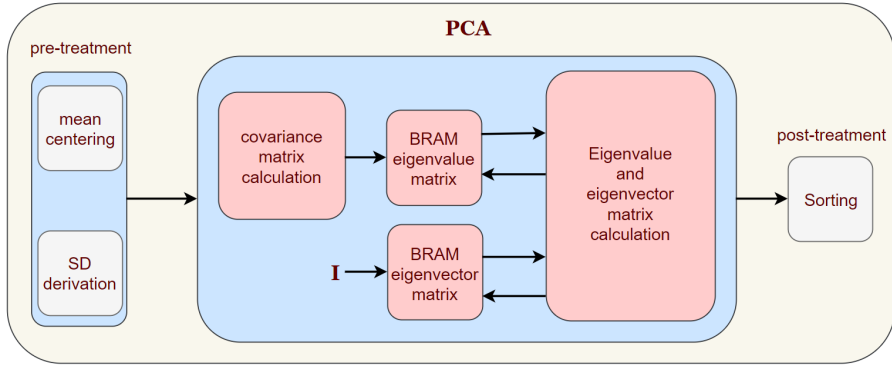 PCA
pre-treatment
mean
centering
SD
derivation
covariance
matrix
calculation
BRAM
eigenvalue
matrix
I
BRAM
eigenvector
matrix
Eigenvalue
and
eigenvector
matrix
calculation
post-treatment
Sorting